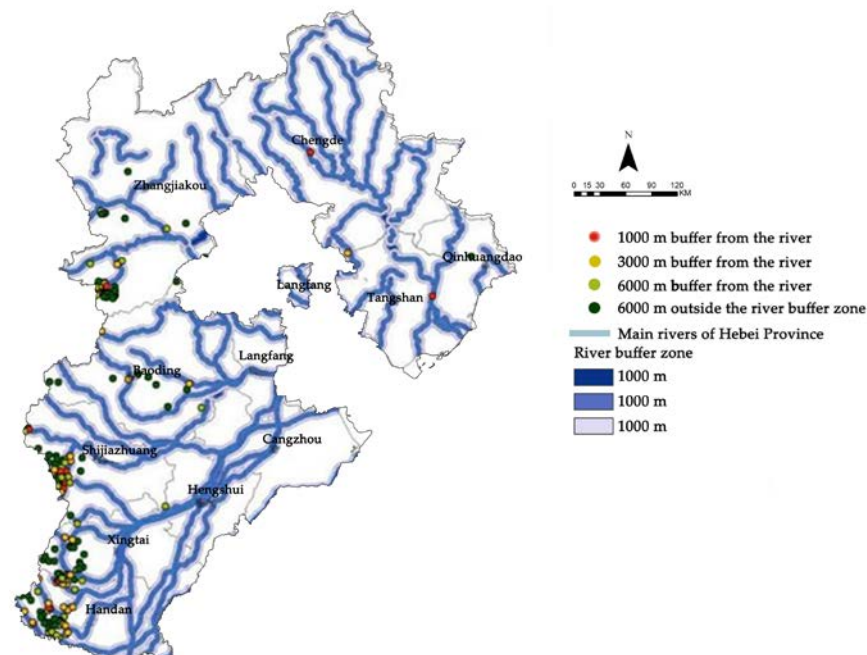 Chengde
Zhangjiakou
Qinhuangdao
Langfang
Tangshan
Langfang
Baoding
Cangzhou
Shijiazhuang
Hengshui
Xingtai
Handan
N
0 15 30 60 90 120
KM
1000 m buffer from the river
3000 m buffer from the river
6000 m buffer from the river
6000 m outside the river buffer zone
Main rivers of Hebei Province
River buffer zone
1000 m
1000 m
1000 m